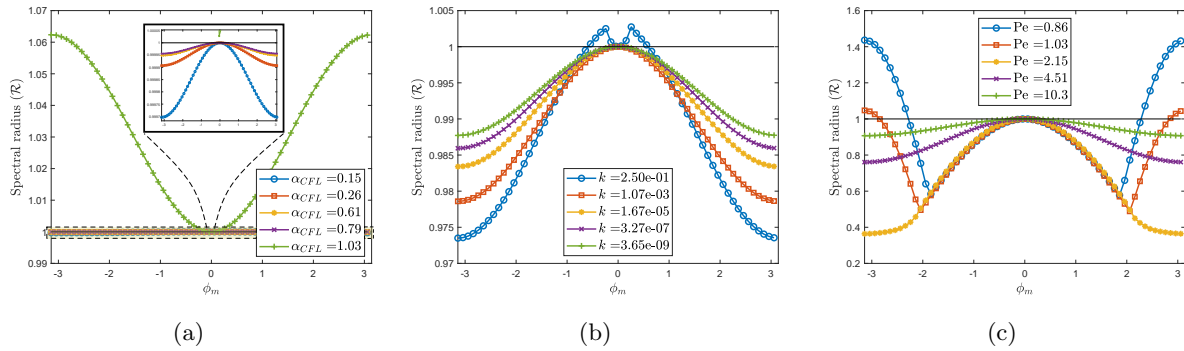 1.06
1.05
1.04
1.03
1.02
1.01
1
0.99
-3
-2
-1
0
1
2
3
Spectral radius (R)
ϕ_m
α_CFL =0.15
α_CFL =0.26
α_CFL =0.61
α_CFL =0.79
α_CFL =1.03
(a)
1.005
1
0.995
0.99
0.985
0.98
0.975
0.97
-3
-2
-1
0
1
2
3
Spectral radius (R)
ϕ_m
k =2.50e-01
k =1.07e-03
k =1.67e-05
k =3.27e-07
k =3.65e-09
(b)
1.6
1.4
1.2
1
0.8
0.6
0.4
0.2
-3
-2
-1
0
1
2
3
Spectral radius (R)
ϕ_m
Pe =0.86
Pe =1.03
Pe =2.15
Pe =4.51
Pe =10.3
(c)